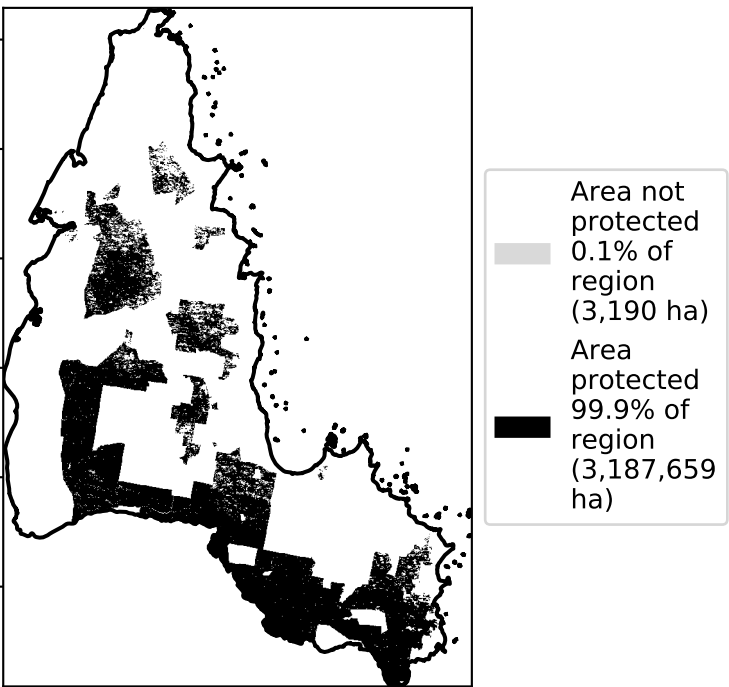 Area not
protected
0.1% of
region
(3,190 ha)
Area
protected
99.9% of
region
(3,187,659
ha)